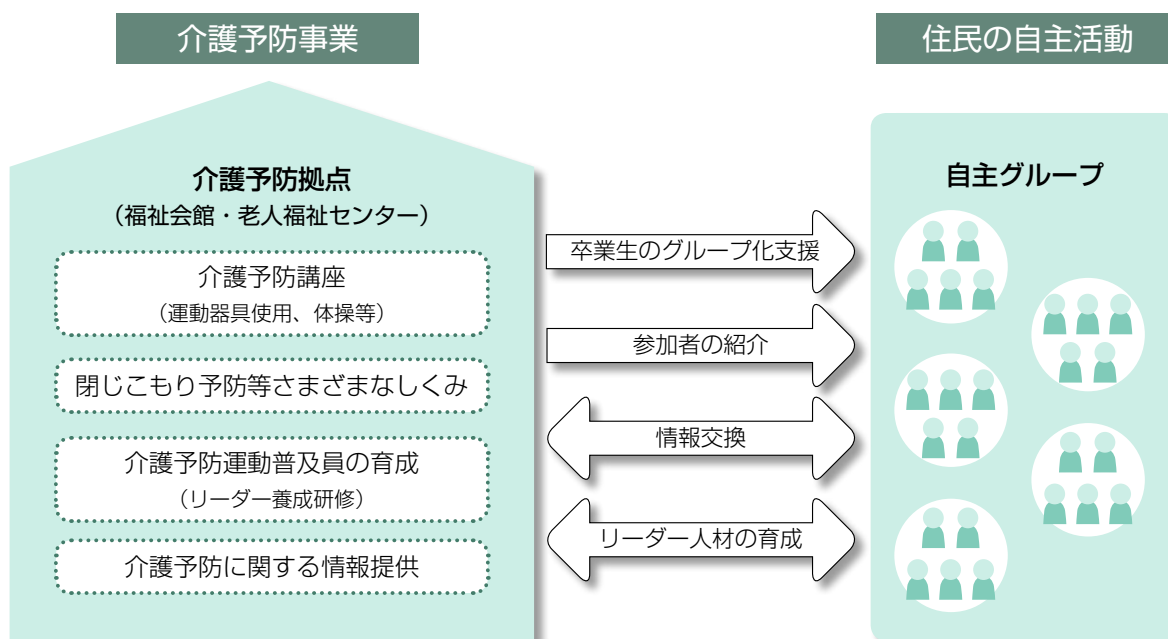 介護予防事業
住民の自主活動
介護予防拠点
（福祉会館・老人福祉センター）
介護予防講座
（運動器具使用、体操等）
閉じこもり予防等さまざまなしくみ
介護予防運動普及員の育成
（リーダー養成研修）
介護予防に関する情報提供
卒業生のグループ化支援
参加者の紹介
情報交換
リーダー人材の育成
自主グループ